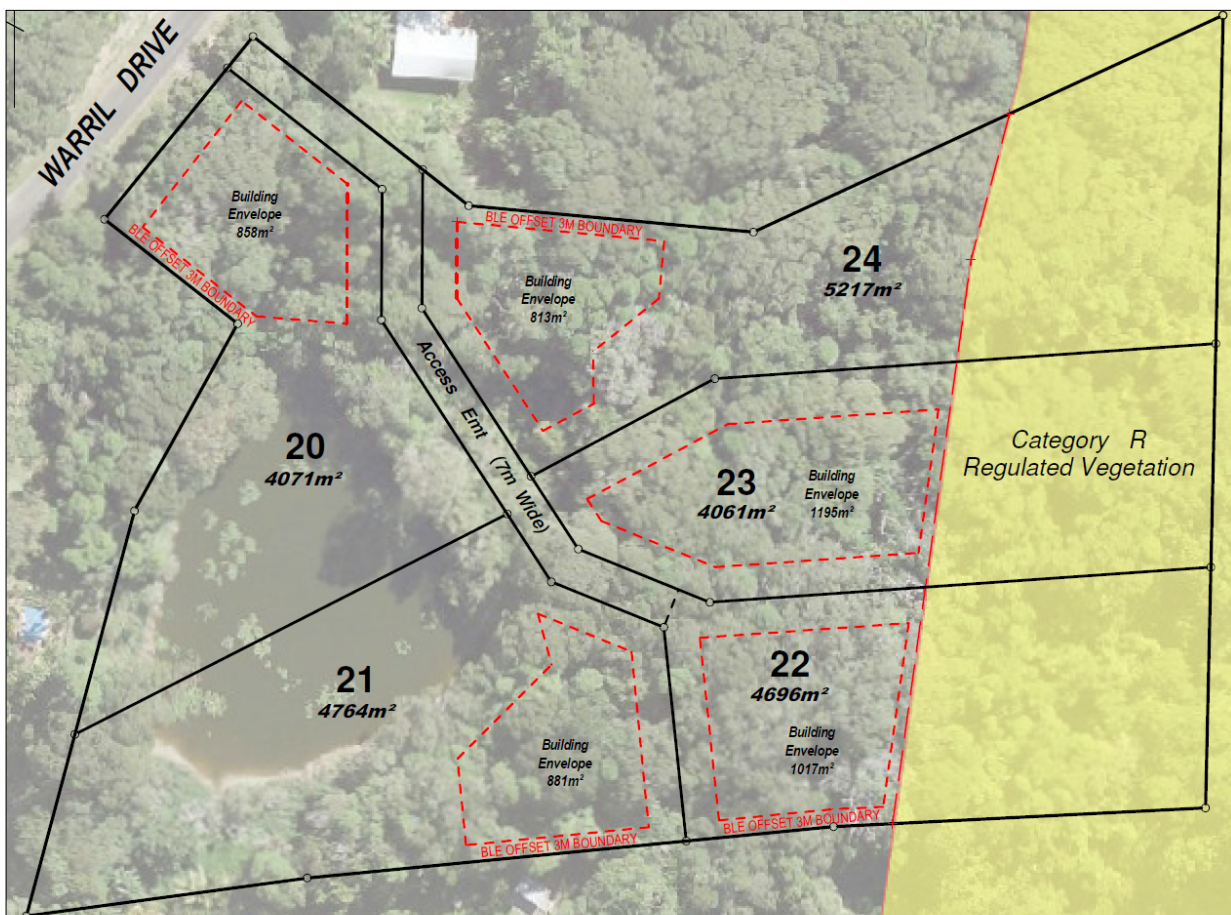 WARRIL DRIVE
Building
Envelope
858m²
BLE OFFSET 3M BOUNDARY
BLE OFFSET 3M BOUNDARY
Building
Envelope
813m²
24
5217m²
Access Emt (7m Wide)
20
4071m²
23
4061m²
Building
Envelope
1195m²
Category R
Regulated Vegetation
21
4764m²
Building
Envelope
881m²
BLE OFFSET 3M BOUNDARY
22
4696m²
Building
Envelope
1017m²
BLE OFFSET 3M BOUNDARY